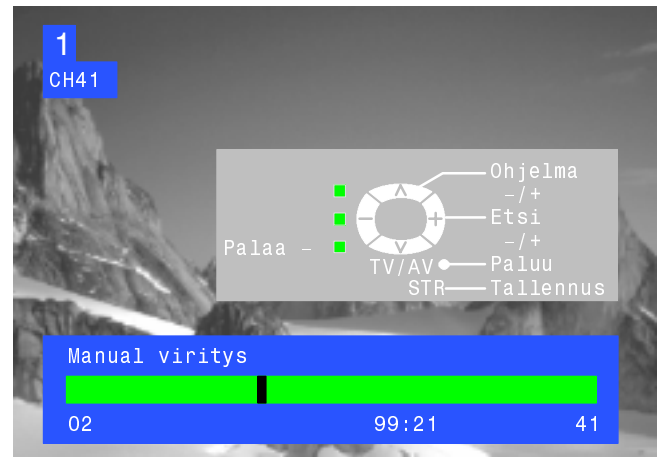 1
CH41
Ohjelma
-/+
Etsi
-/+
Palaa -
TV/AV Paluu
STR Tallennus
Manual viritys
02 99:21 41